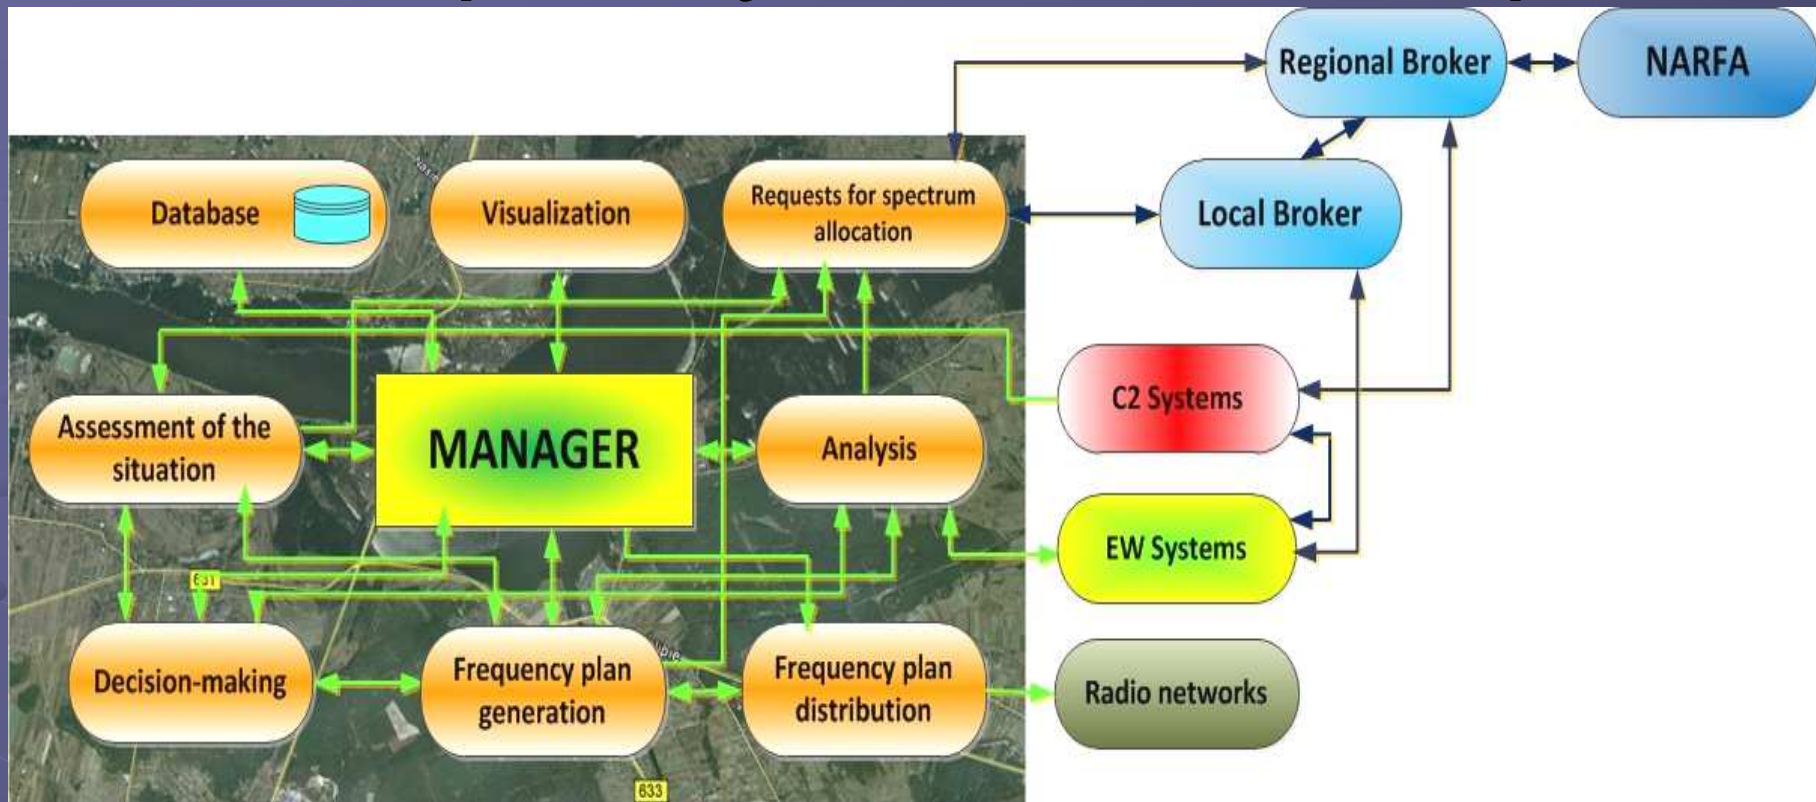 Regional Broker
NARFA
Database
Visualization
Requests for spectrum
allocation
Local Broker
C2 Systems
Assessment of the
situation
MANAGER
Analysis
EW Systems
631
Decision-making
Frequency plan
generation
Frequency plan
distribution
Radio networks
633